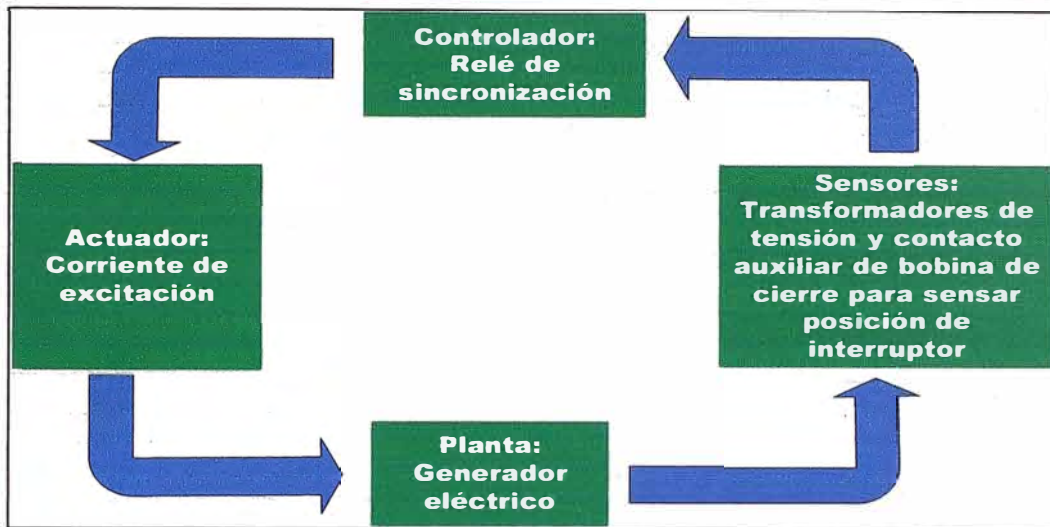 Controlador:
Relé de
sincronización
Actuador:
Corriente de
excitación
Sensores:
Transformadores de
tensión y contacto
auxiliar de bobina de
cierre para sensar
posición de
interruptor
Planta:
Generador
eléctrico